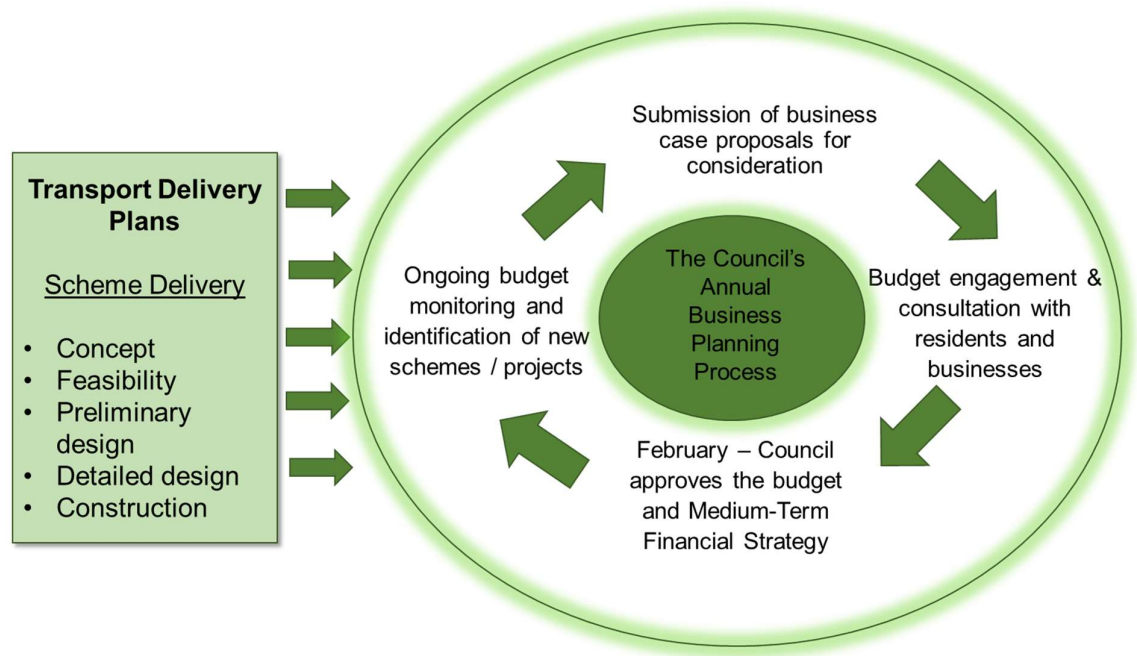 Transport Delivery
Plans
Scheme Delivery
• Concept
• Feasibility
• Preliminary
design
• Detailed design
• Construction
Submission of business
case proposals for
consideration
Budget engagement &
consultation with
residents and
businesses
February – Council
approves the budget
and Medium-Term
Financial Strategy
Ongoing budget
monitoring and
identification of new
schemes / projects
The Council’s
Annual
Business
Planning
Process